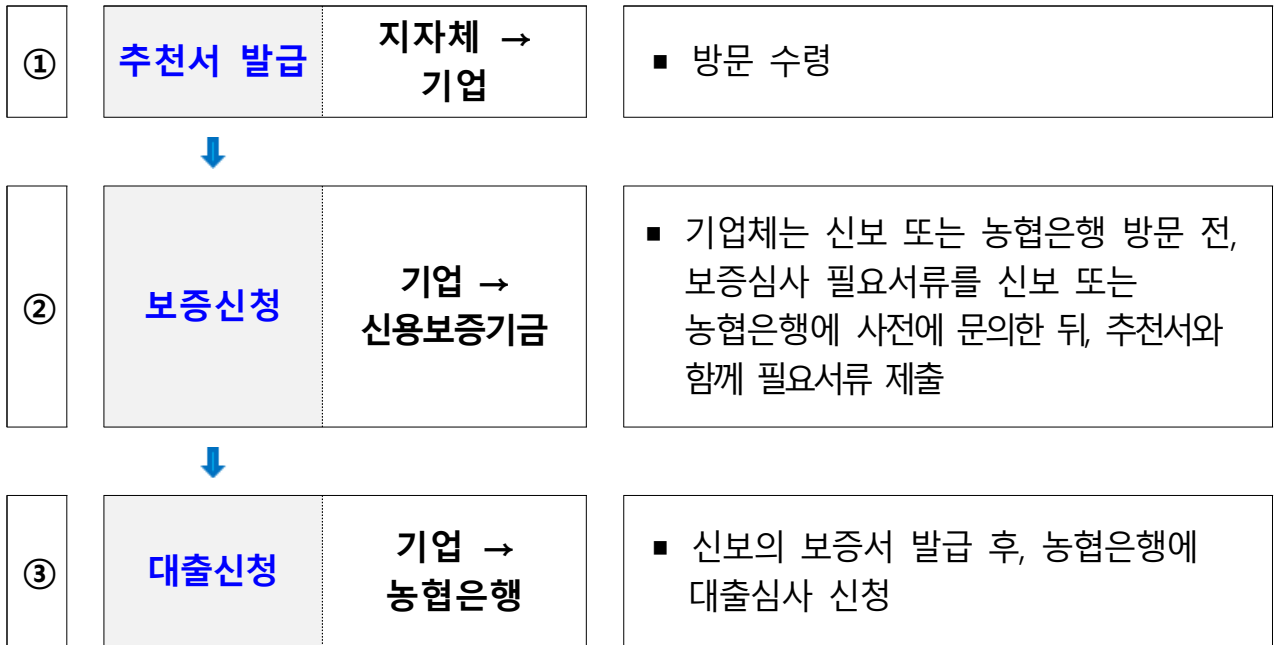 ①
추천서 발급
지자체 →
기업
▪ 방문 수령
②
보증신청
기업 →
신용보증기금
▪ 기업체는 신보 또는 농협은행 방문 전,
보증심사 필요서류를 신보 또는
농협은행에 사전에 문의한 뒤, 추천서와
함께 필요서류 제출
③
대출신청
기업 →
농협은행
▪ 신보의 보증서 발급 후, 농협은행에
대출심사 신청